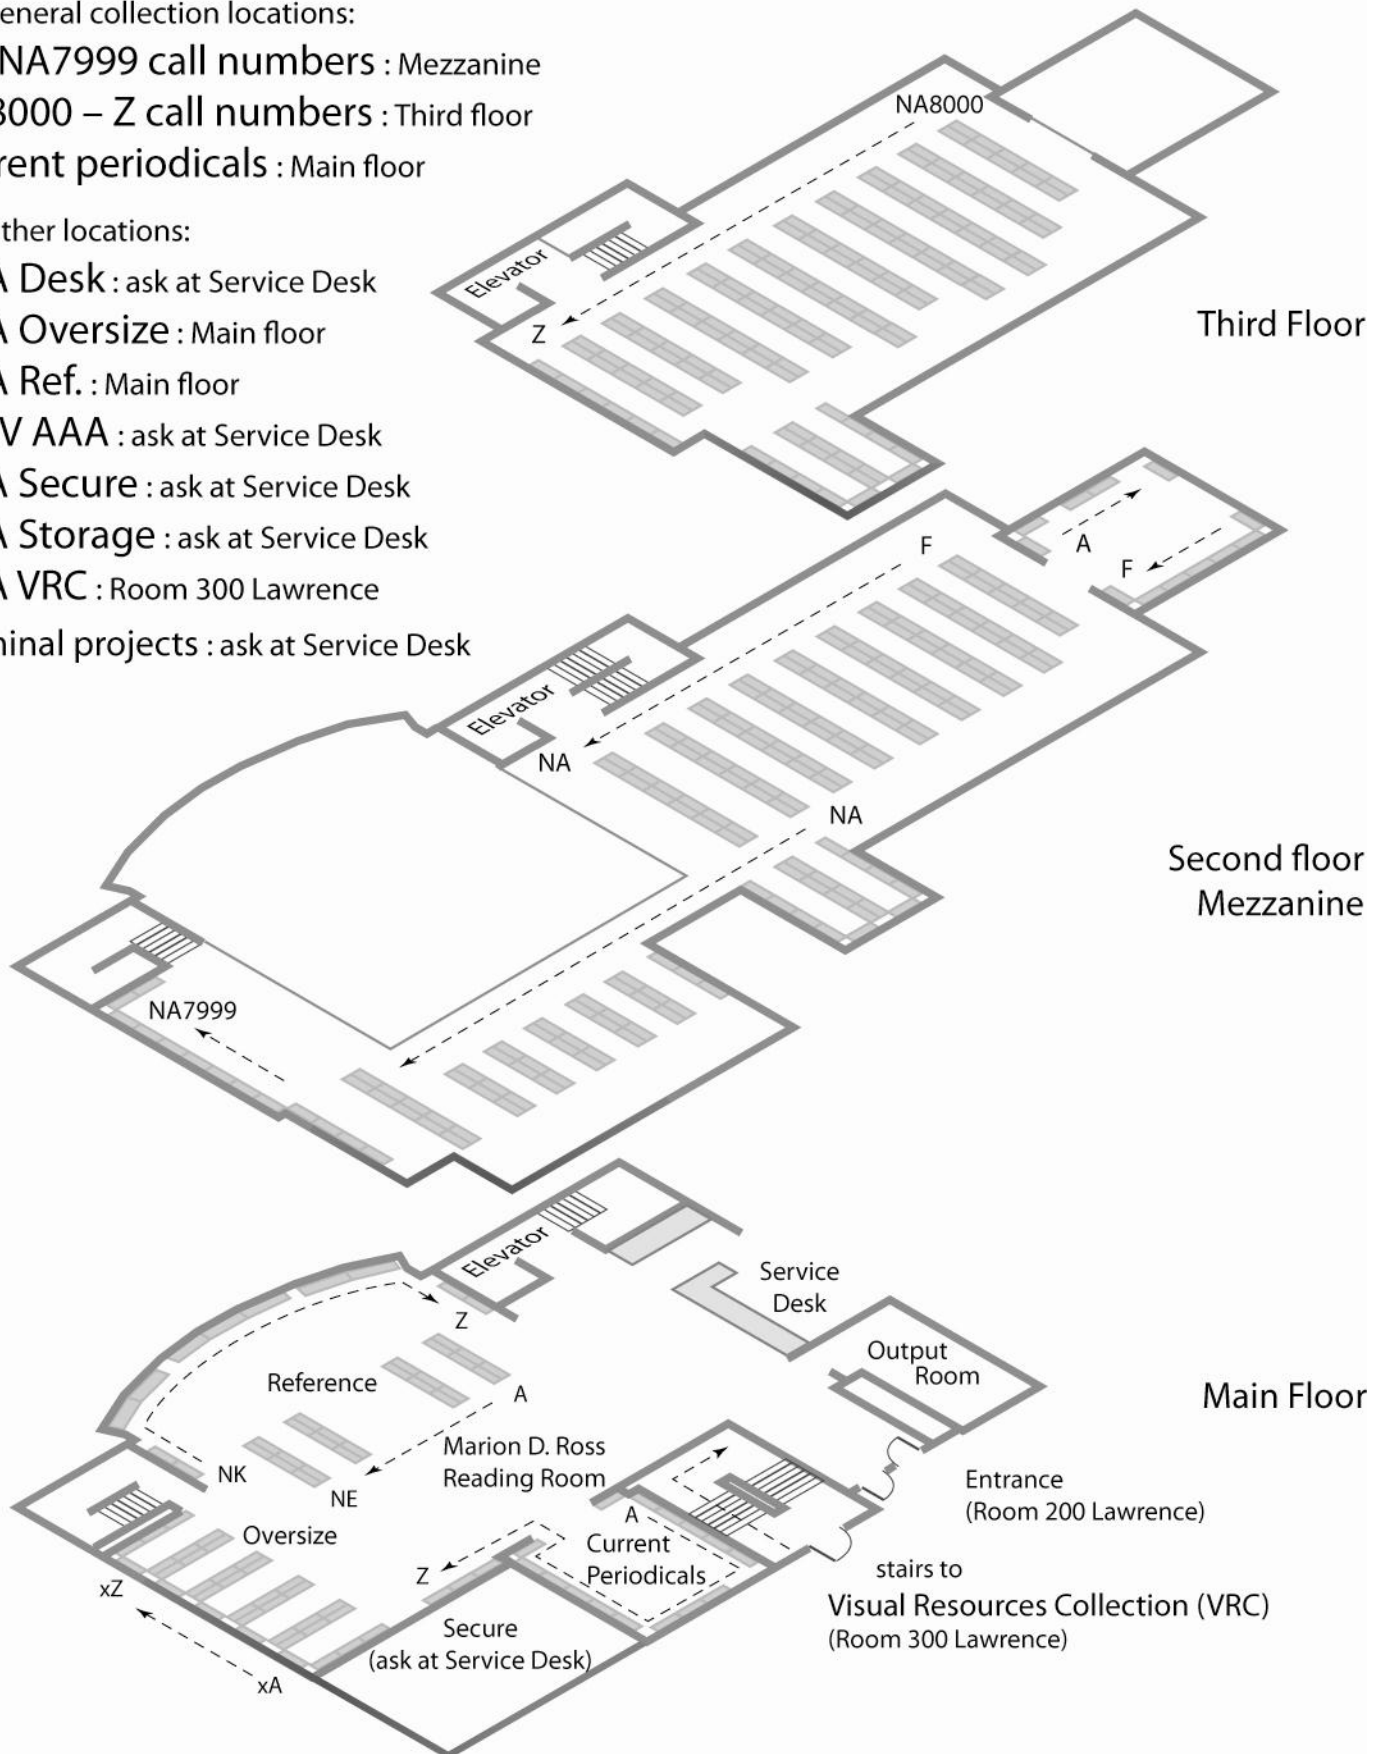 eneral collection locations:
NA7999 call numbers : Mezzanine
8000 – Z call numbers : Third floor
rent periodicals : Main floor
ther locations:
A Desk : ask at Service Desk
A Oversize : Main floor
A Ref. : Main floor
V AAA : ask at Service Desk
A Secure : ask at Service Desk
A Storage : ask at Service Desk
A VRC : Room 300 Lawrence
ninal projects : ask at Service Desk
NA8000
Elevator
Z
Third Floor
A
F
F
Elevator
NA
NA
Second floor
Mezzanine
NA7999
Elevator
Service
Desk
Z
Output
Room
Reference
A
Main Floor
Marion D. Ross
Reading Room
NK
NE
Entrance
(Room 200 Lawrence)
A
Oversize
Current
Periodicals
Z
xZ
stairs to
Visual Resources Collection (VRC)
(Room 300 Lawrence)
Secure
(ask at Service Desk)
xA